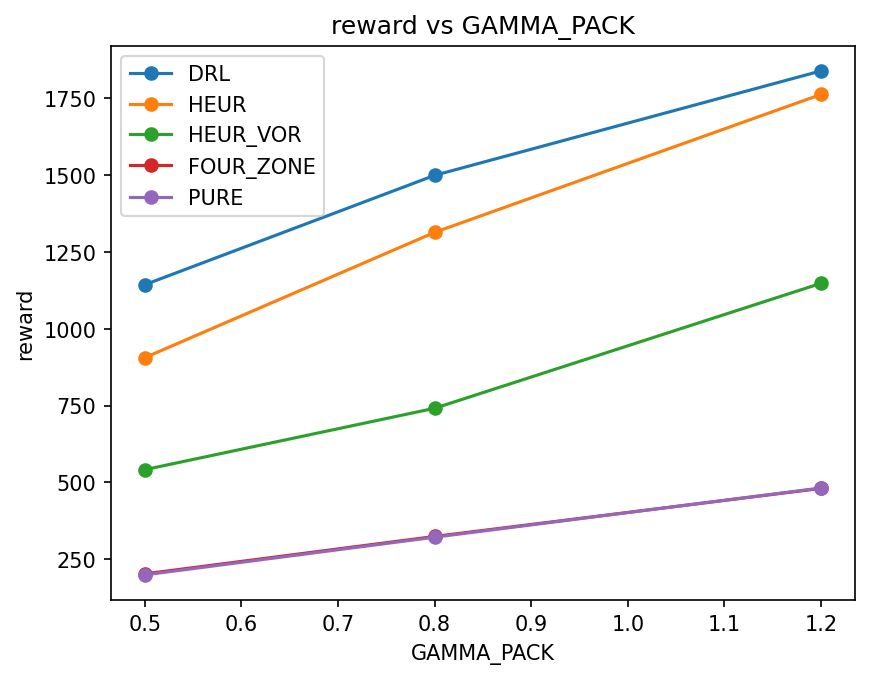 reward vs GAMMA_PACK
DRL
HEUR
HEUR_VOR
FOUR_ZONE
PURE
1750
1500
1250
1000
750
500
250
reward
0.5 0.6 0.7 0.8 0.9 1.0 1.1 1.2
GAMMA_PACK